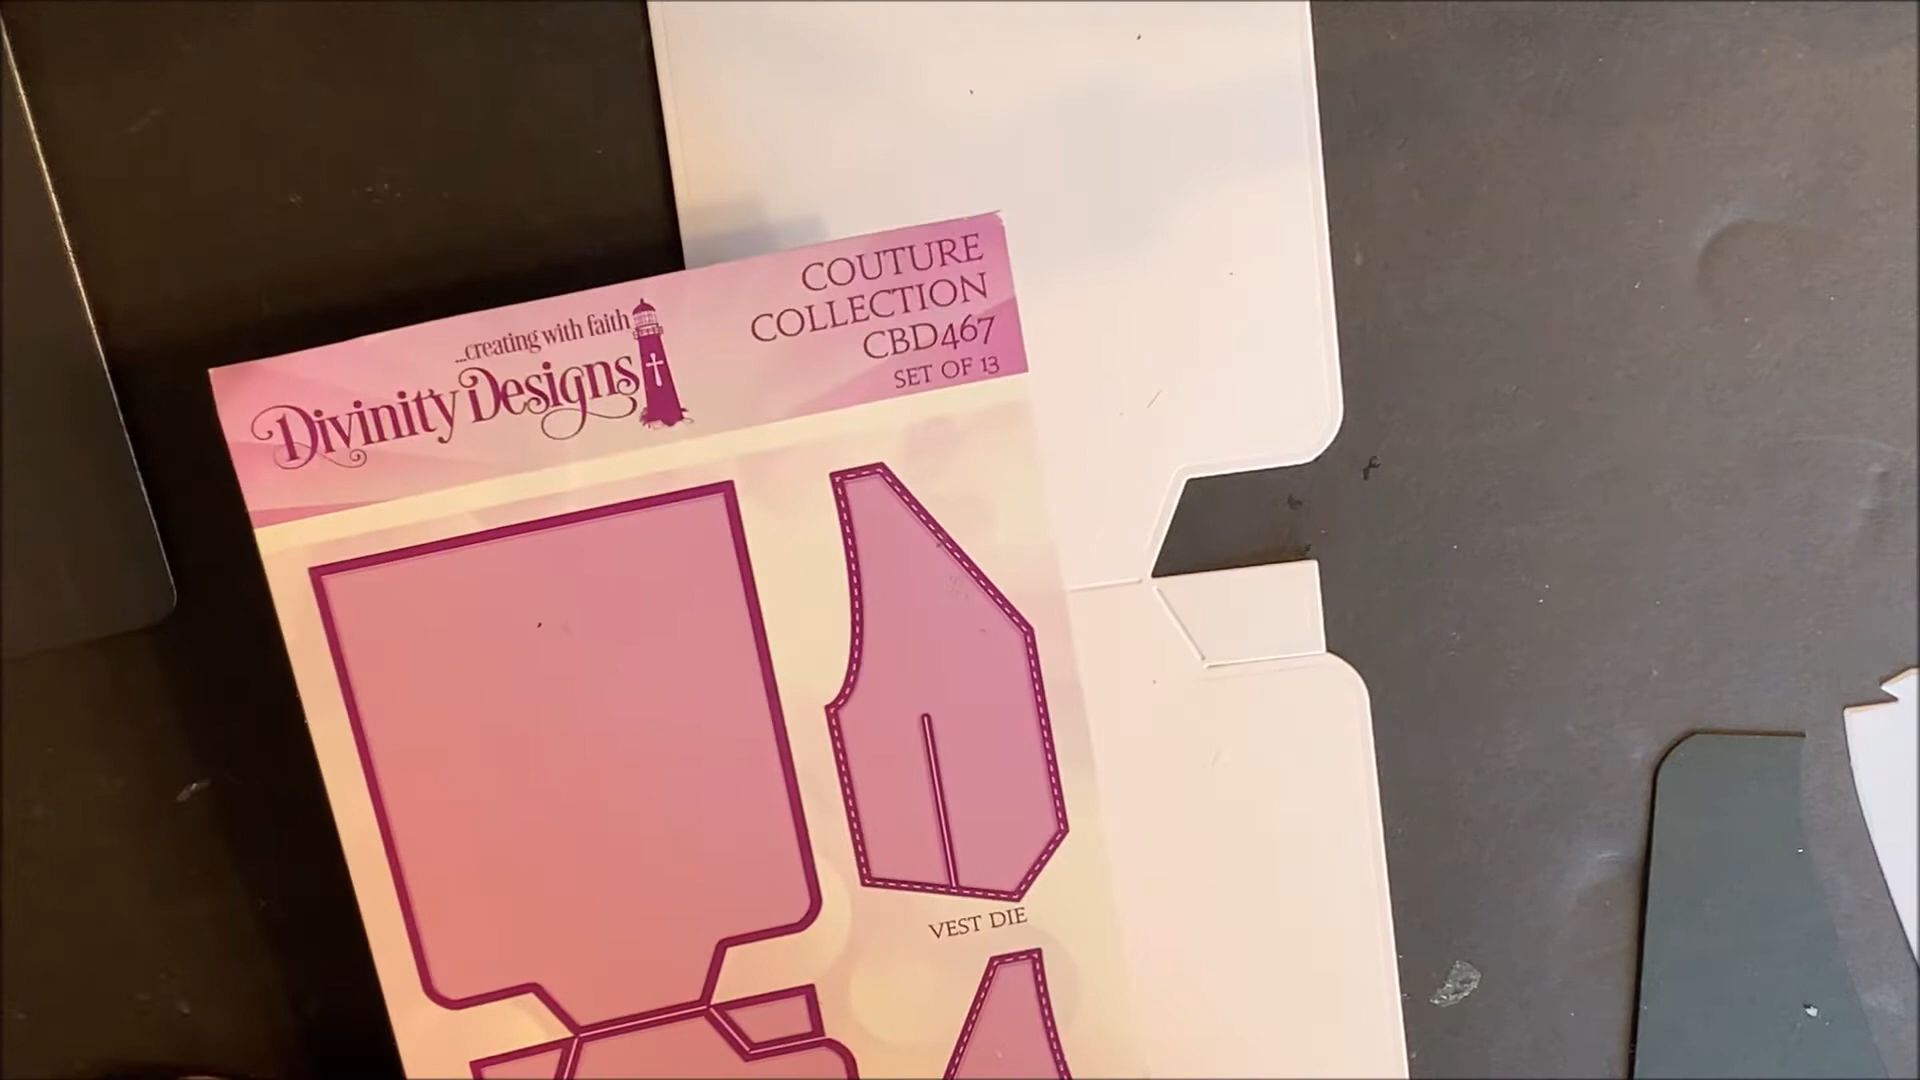 ...creating with faith
Divinity Designs
COUTURE
COLLECTION
CBD467
SET OF 13
VEST DIE